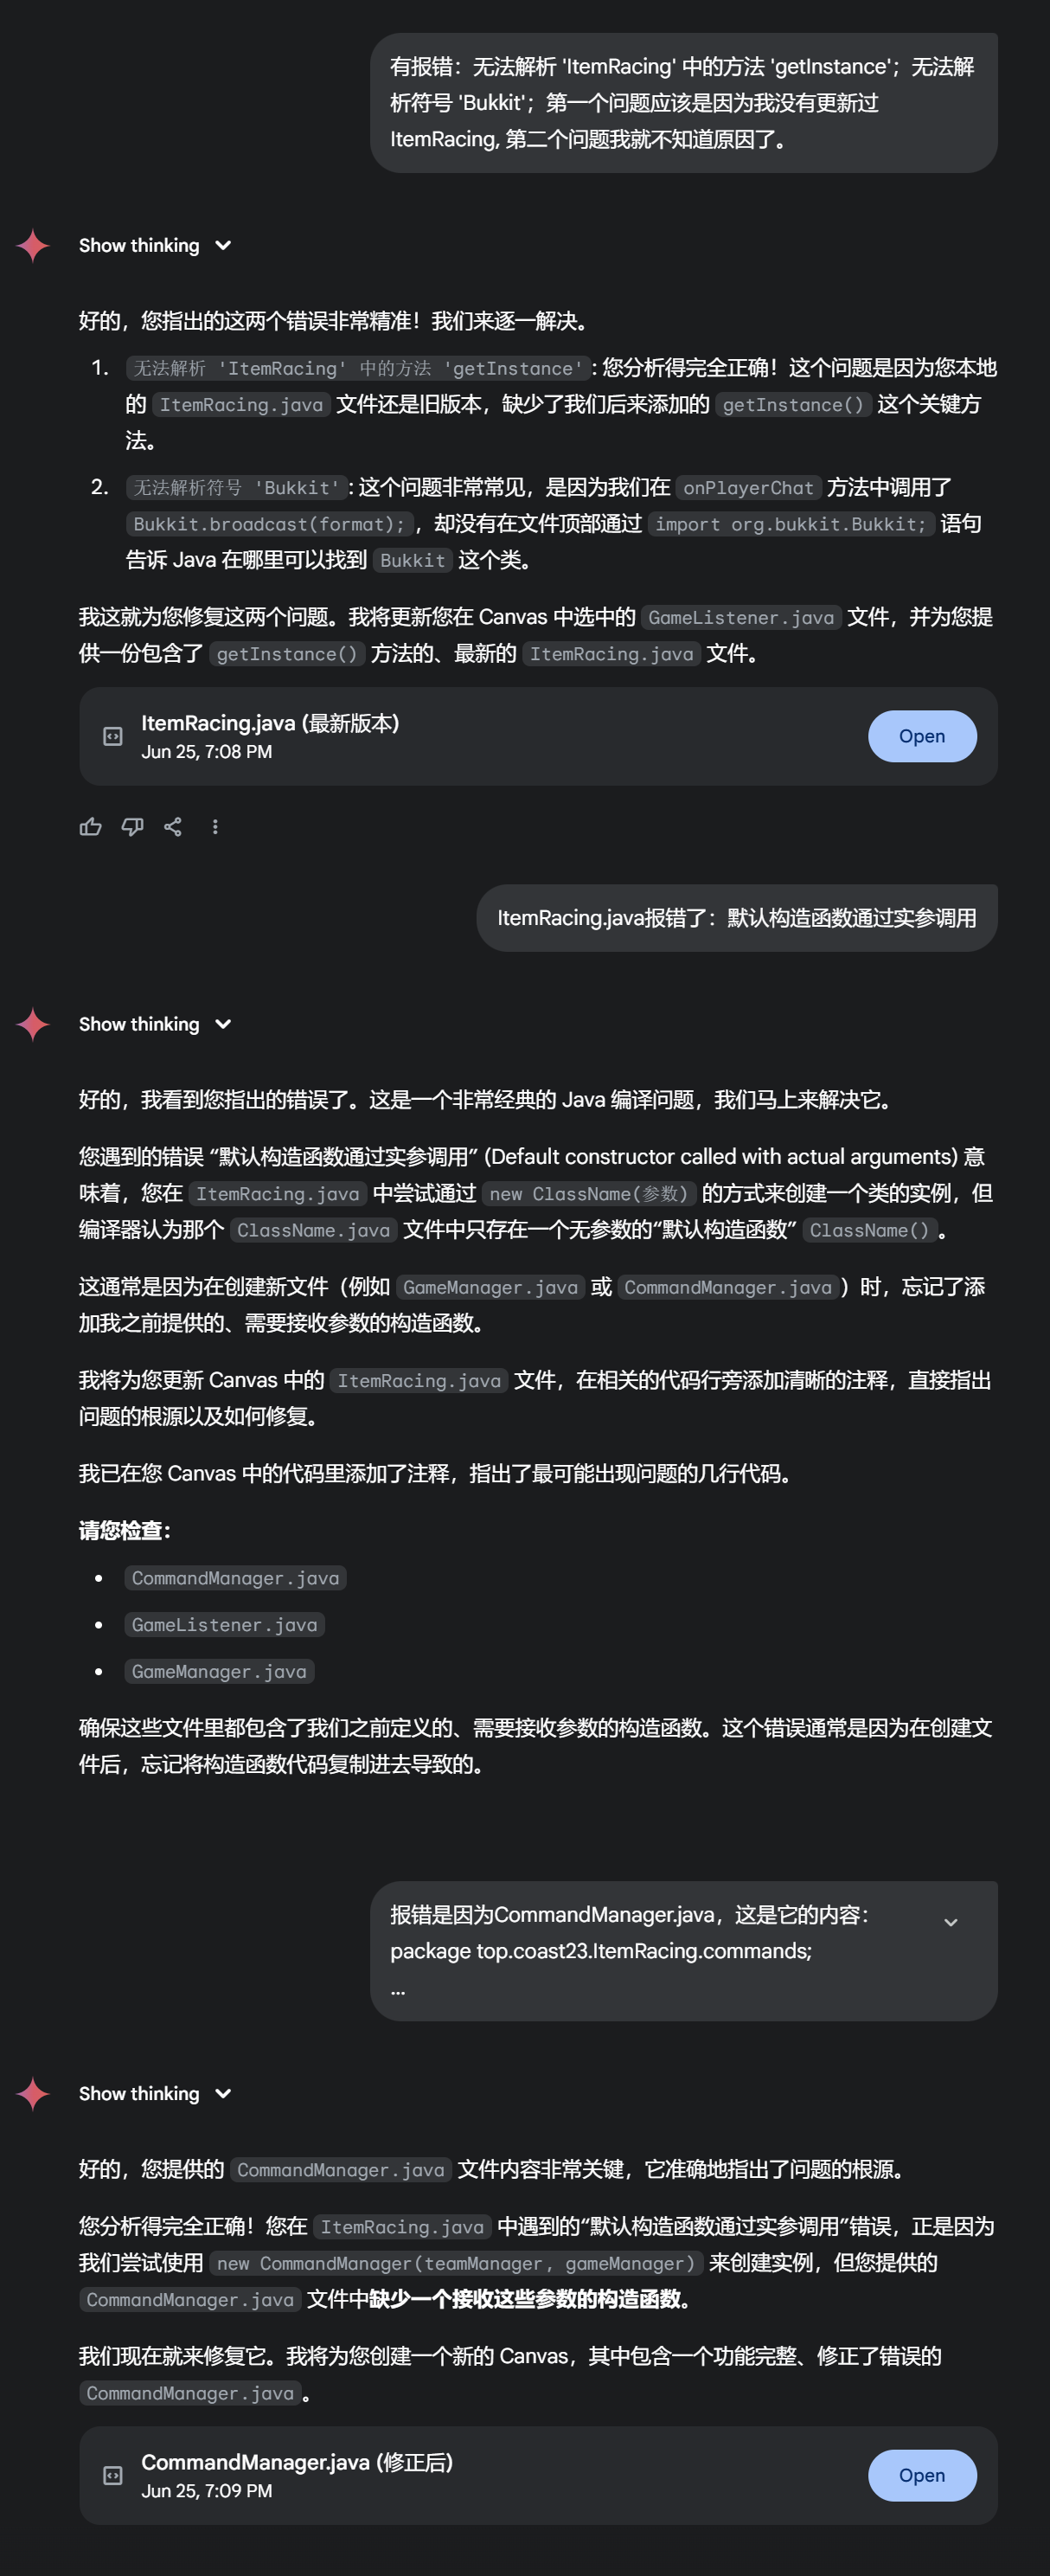 有报错：无法解析 'ItemRacing' 中的方法 'getInstance'；无法解
析符号 'Bukkit'；第一个问题应该是因为我没有更新过
ItemRacing, 第二个问题我就不知道原因了。
Show thinking
好的，您指出的这两个错误非常精准！我们来逐一解决。
1. 无法解析 'ItemRacing' 中的方法 'getInstance'：您分析得完全正确！这个问题是因为您本地
的 ItemRacing.java 文件还是旧版本，缺少了我们后来添加的 getInstance() 这个关键方
法。
2. 无法解析符号 'Bukkit'：这个问题非常常见，是因为我们在 onPlayerChat 方法中调用了
Bukkit.broadcast(format);，却没有在文件顶部通过 import org.bukkit.Bukkit; 语句
告诉 Java 在哪里可以找到 Bukkit 这个类。
我这就为您修复这两个问题。我将更新您在 Canvas 中选中的 GameListener.java 文件，并为您提
供一份包含了 getInstance() 方法的、最新的 ItemRacing.java 文件。
ItemRacing.java (最新版本)
Jun 25, 7:08 PM
Open
ItemRacing.java报错了：默认构造函数通过实参调用
Show thinking
好的，我看到您指出的错误了。这是一个非常经典的 Java 编译问题，我们马上来解决它。
您遇到的错误 “默认构造函数通过实参调用” (Default constructor called with actual arguments) 意
味着，您在 ItemRacing.java 中尝试通过 new ClassName(参数) 的方式来创建一个类的实例，但
编译器认为那个 ClassName.java 文件中只存在一个无参数的“默认构造函数” ClassName()。
这通常是因为在创建新文件（例如 GameManager.java 或 CommandManager.java）时，忘记了添
加我之前提供的、需要接收参数的构造函数。
我将为您更新 Canvas 中的 ItemRacing.java 文件，在相关的代码行旁添加清晰的注释，直接指出
问题的根源以及如何修复。
我已在您 Canvas 中的代码里添加了注释，指出了最可能出现问题的几行代码。
请您检查：
• CommandManager.java
• GameListener.java
• GameManager.java
确保这些文件里都包含了我们之前定义的、需要接收参数的构造函数。这个错误通常是因为在创建文
件后，忘记将构造函数代码复制进去导致的。
报错是因为CommandManager.java，这是它的内容：
package top.coast23.ItemRacing.commands;
...
Show thinking
好的，您提供的 CommandManager.java 文件内容非常关键，它准确地指出了问题的根源。
您分析得完全正确！您在 ItemRacing.java 中遇到的“默认构造函数通过实参调用”错误，正是因为
我们尝试使用 new CommandManager(teamManager, gameManager) 来创建实例，但您提供的
CommandManager.java 文件中缺少一个接收这些参数的构造函数。
我们现在就来修复它。我将为您创建一个新的 Canvas，其中包含一个功能完整、修正了错误的
CommandManager.java。
CommandManager.java (修正后)
Jun 25, 7:09 PM
Open